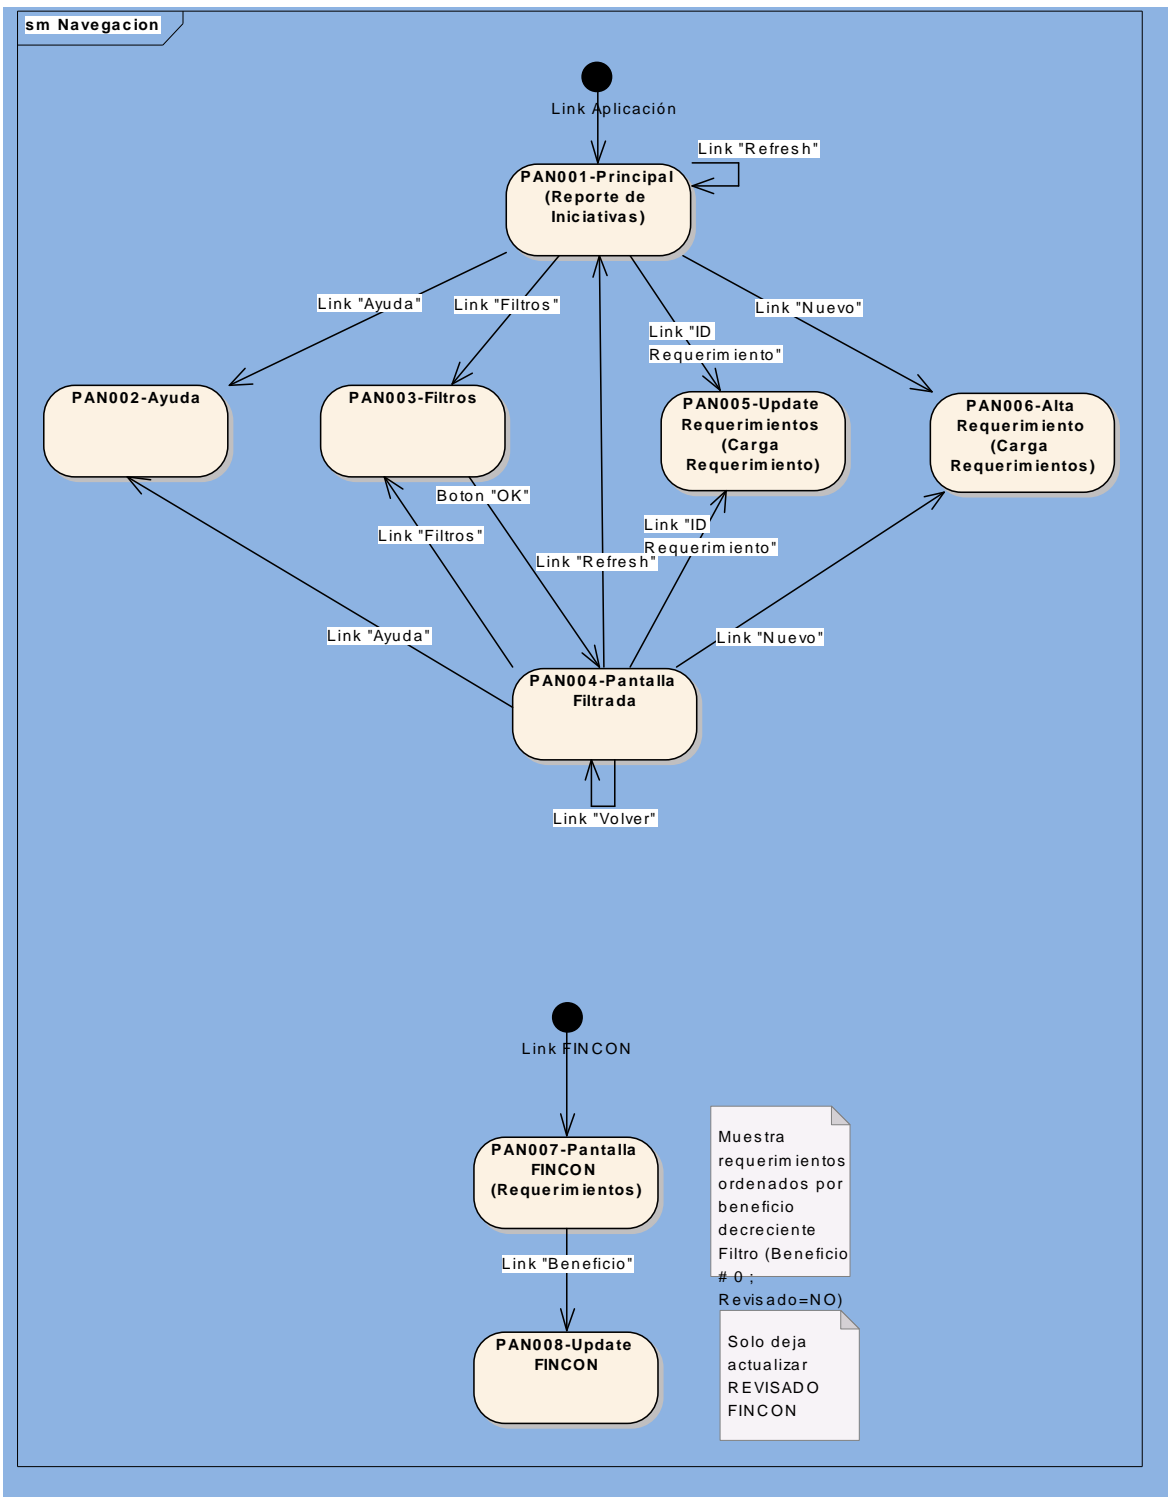 sm Navegacion
Link Aplicación
Link "Refresh"
PAN001-Principal
(Reporte de
Iniciativas)
Link "Ayuda"
Link "Filtros"
Link "Nuevo"
Link "ID
Requerimiento"
PAN002-Ayuda
PAN003-Filtros
PAN005-Update
Requerimientos
(Carga
Requerimiento)
PAN006-Alta
Requerimiento
(Carga
Requerimientos)
Boton "OK"
Link "Filtros"
Link "ID
Requerimiento"
Link "Refresh"
Link "Ayuda"
Link "Nuevo"
PAN004-Pantalla
Filtrada
Link "Volver"
Link FINCON
PAN007-Pantalla
FINCON
(Requerimientos)
Muestra
requerimientos
ordenados por
beneficio
decreciente
Filtro (Beneficio
# 0 ;
Revisado=NO)
Link "Beneficio"
PAN008-Update
FINCON
Solo deja
actualizar
REVISADO
FINCON